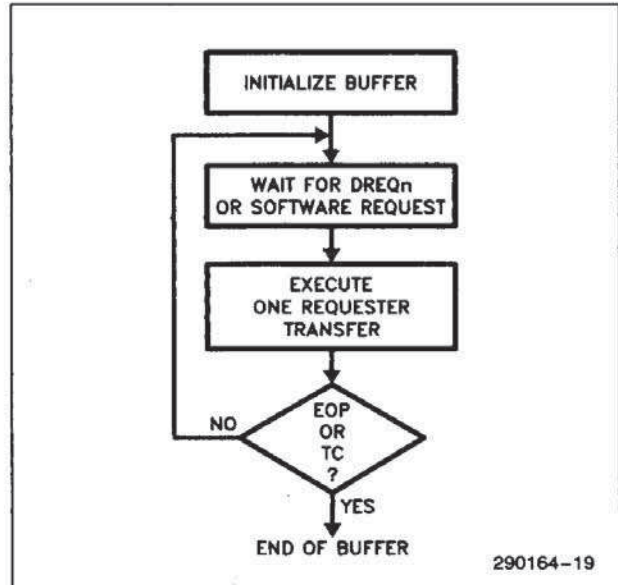 INITIALIZE BUFFER
WAIT FOR DREQn
OR SOFTWARE REQUEST
EXECUTE
ONE REQUESTER
TRANSFER
EOP
OR
TC
?
NO
YES
END OF BUFFER
290164-19